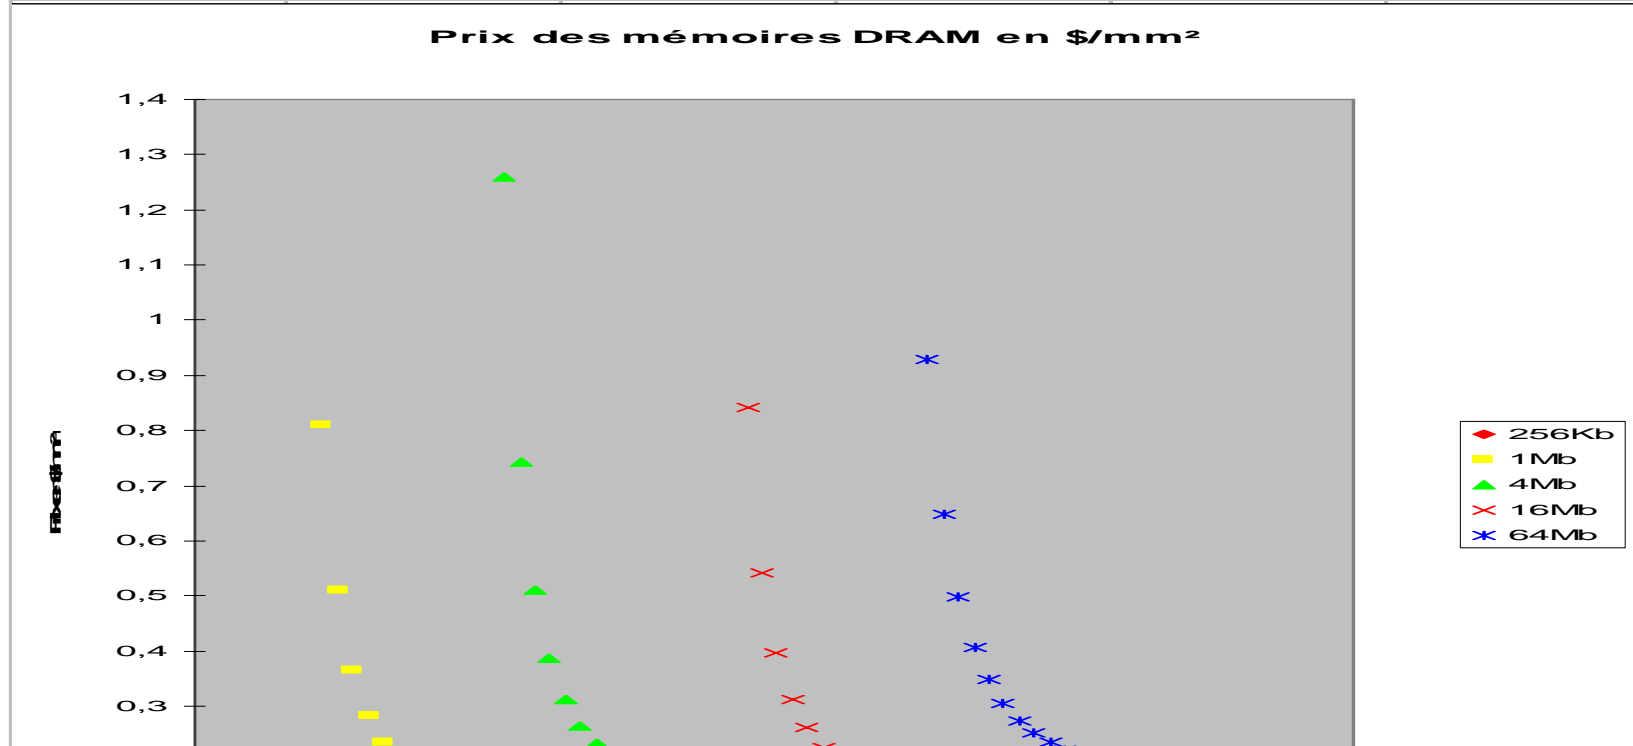 Prix des mémoires DRAM en $/mm²
1,4
1,3
1,2
1,1
1
0,9
0,8
0,7
0,6
0,5
0,4
0,3
256Kb
1Mb
4Mb
16Mb
64Mb